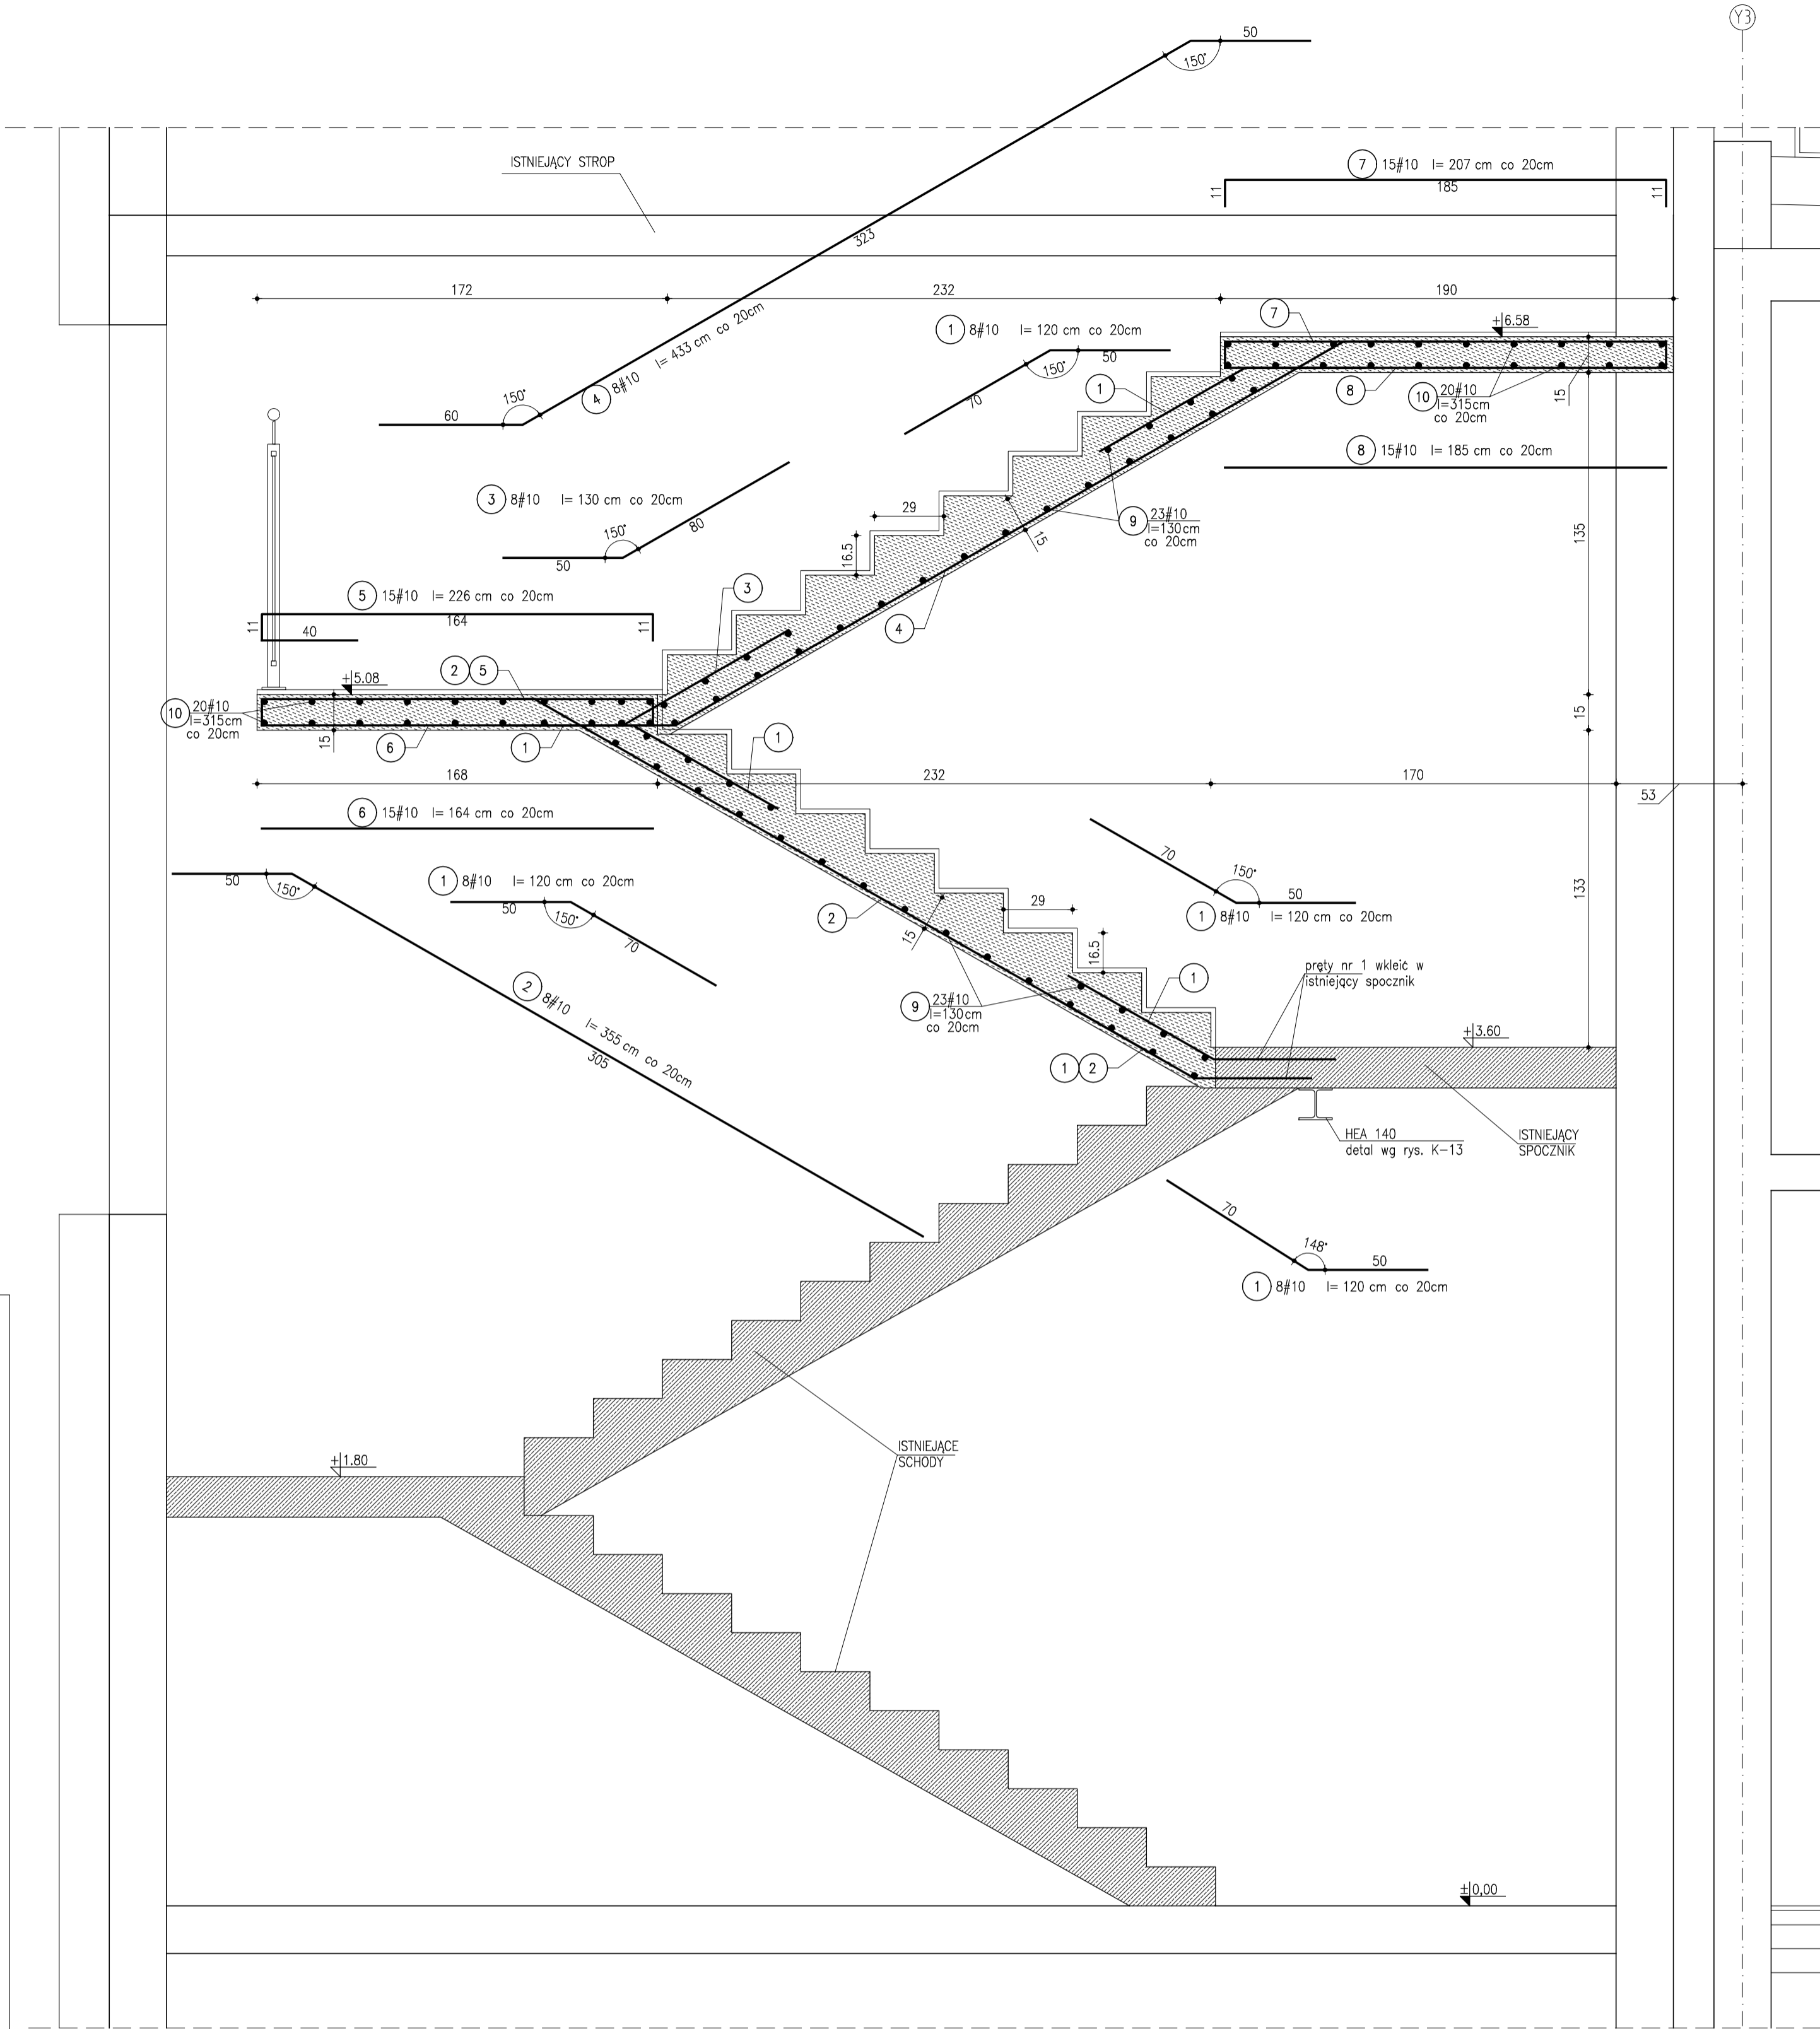 Y3
50
150°
ISTNIEJĄCY STROP
7 15#10 l= 207 cm co 20cm
11 185 11
323
172 232 190
4 8#10 l= 433 cm co 20cm
60 150°
1 8#10 l= 120 cm co 20cm
150° 50
70
7
+6.58
1
8
10 20#10
l=315cm
co 20cm
15
8 15#10 l= 185 cm co 20cm
3 8#10 l= 130 cm co 20cm
150° 80
50
29
16.5
15
9 23#10
l=130cm
co 20cm
135
3
4
5 15#10 l= 226 cm co 20cm
11 164 11
40
2 5
+5.08
10 20#10
l=315cm
co 20cm
15
6
1
1
15
168 232 170
53
6 15#10 l= 164 cm co 20cm
50 150°
1 8#10 l= 120 cm co 20cm
50 150°
70
2 8#10 l= 355 cm co 20cm
305
2
15
29
16.5
70 150° 50
1 8#10 l= 120 cm co 20cm
133
pręty nr 1 wkleić w
istniejący spocznik
1
9 23#10
l=130cm
co 20cm
1 2
+3.60
HEA 140
detal wg rys. K-13
ISTNIEJĄCY
SPOCZNIK
70
148° 50
1 8#10 l= 120 cm co 20cm
ISTNIEJĄCE
SCHODY
+1.80
±0,00